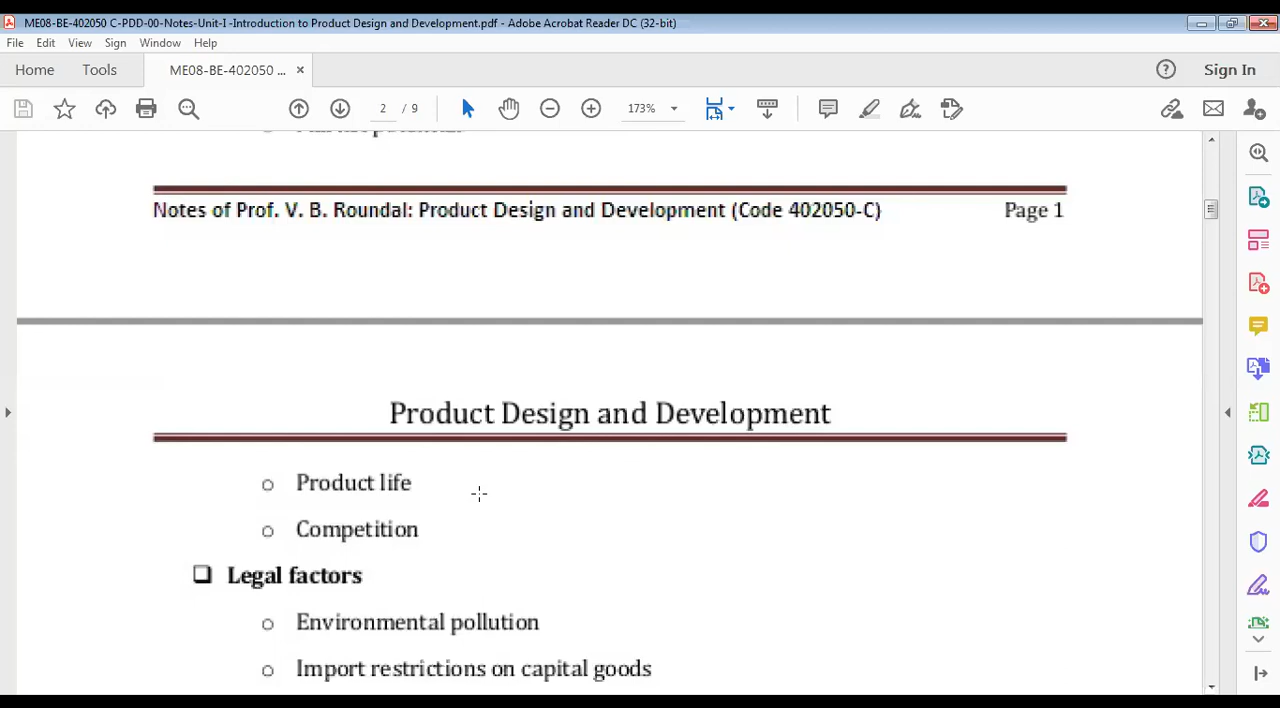 ME08-BE-402050 C-PDD-00-Notes-Unit-I -Introduction to Product Design and Development.pdf - Adobe Acrobat Reader DC (32-bit)
File Edit View Sign Window Help
Home Tools ME08-BE-402050 ... × Sign In
2 / 9 173%
Notes of Prof. V. B. Roundal: Product Design and Development (Code 402050-C) Page 1
Product Design and Development
o Product life
o Competition
❑ Legal factors
o Environmental pollution
o Import restrictions on capital goods